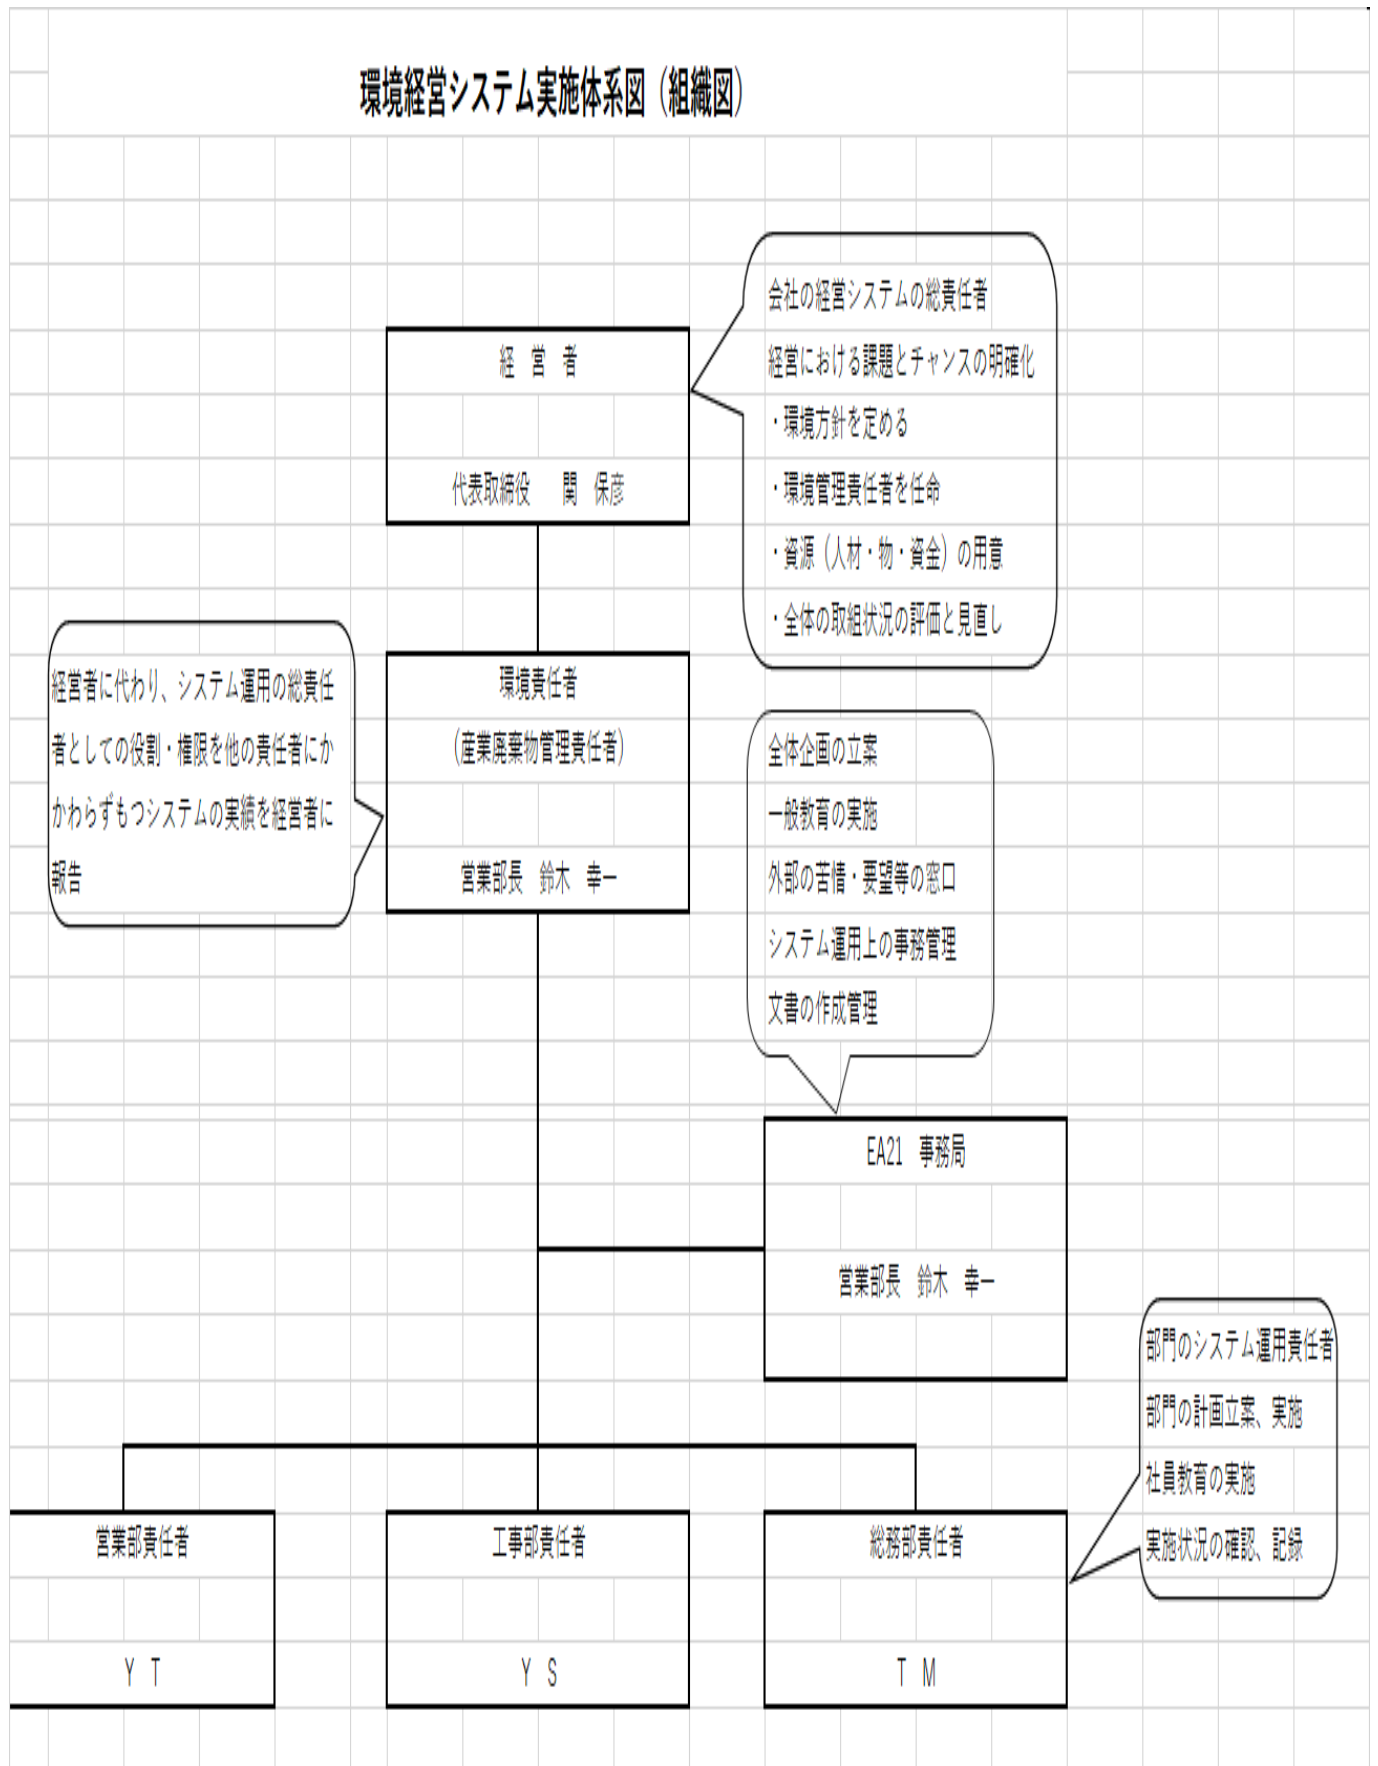 環境経営システム実施体系図（組織図）
会社の経営システムの総責任者
経営における課題とチャンスの明確化
・環境方針を定める
・環境管理責任者を任命
・資源（人材・物・資金）の用意
・全体の取組状況の評価と見直し
経　営　者
代表取締役　　関　保彦
経営者に代わり、システム運用の総責任
者としての役割・権限を他の責任者にか
かわらずもつシステムの実績を経営者に
報告
環境責任者
（産業廃棄物管理責任者）
営業部長　鈴木　幸一
全体企画の立案
一般教育の実施
外部の苦情・要望等の窓口
システム運用上の事務管理
文書の作成管理
EA21　事務局
営業部長　鈴木　幸一
部門のシステム運用責任者
部門の計画立案、実施
社員教育の実施
実施状況の確認、記録
営業部責任者
Y　T
工事部責任者
Y　S
総務部責任者
T　M